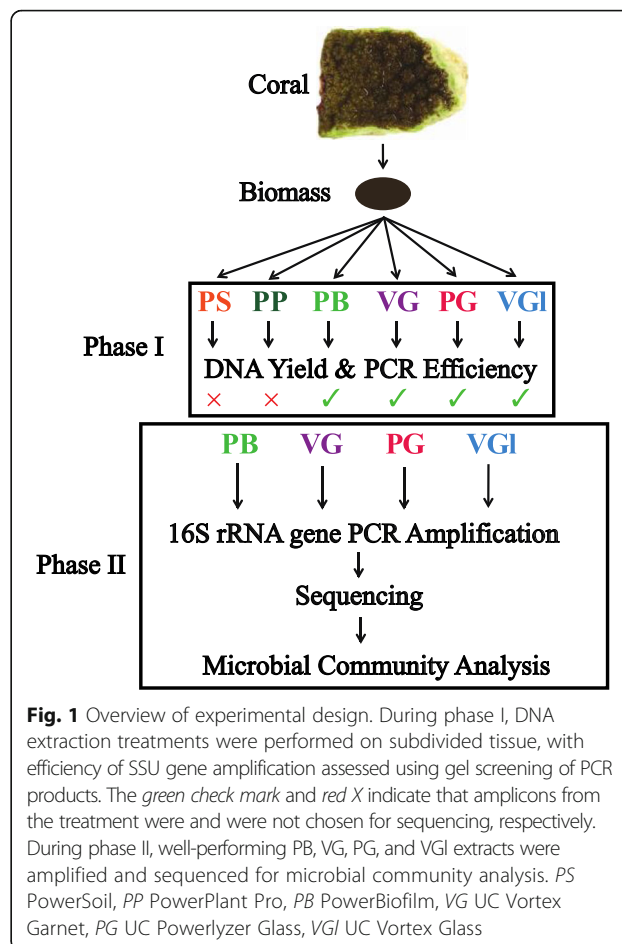 Coral
Biomass
PS PP PB VG PG VGl
Phase I
DNA Yield & PCR Efficiency
× × ✓ ✓ ✓ ✓
PB VG PG VGl
16S rRNA gene PCR Amplification
Phase II
Sequencing
Microbial Community Analysis
Fig. 1 Overview of experimental design. During phase I, DNA
extraction treatments were performed on subdivided tissue, with
efficiency of SSU gene amplification assessed using gel screening of PCR
products. The green check mark and red X indicate that amplicons from
the treatment were and were not chosen for sequencing, respectively.
During phase II, well-performing PB, VG, PG, and VGl extracts were
amplified and sequenced for microbial community analysis. PS
PowerSoil, PP PowerPlant Pro, PB PowerBiofilm, VG UC Vortex
Garnet, PG UC Powerlyzer Glass, VGl UC Vortex Glass